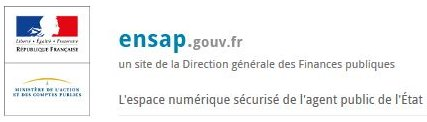 ensap.gouv.fr
Liberté • Égalité • Fraternité
RÉPUBLIQUE FRANÇAISE
un site de la Direction générale des Finances publiques
MINISTÈRE DE L'ACTION
ET DES COMPTES PUBLICS
L'espace numérique sécurisé de l'agent public de l'État